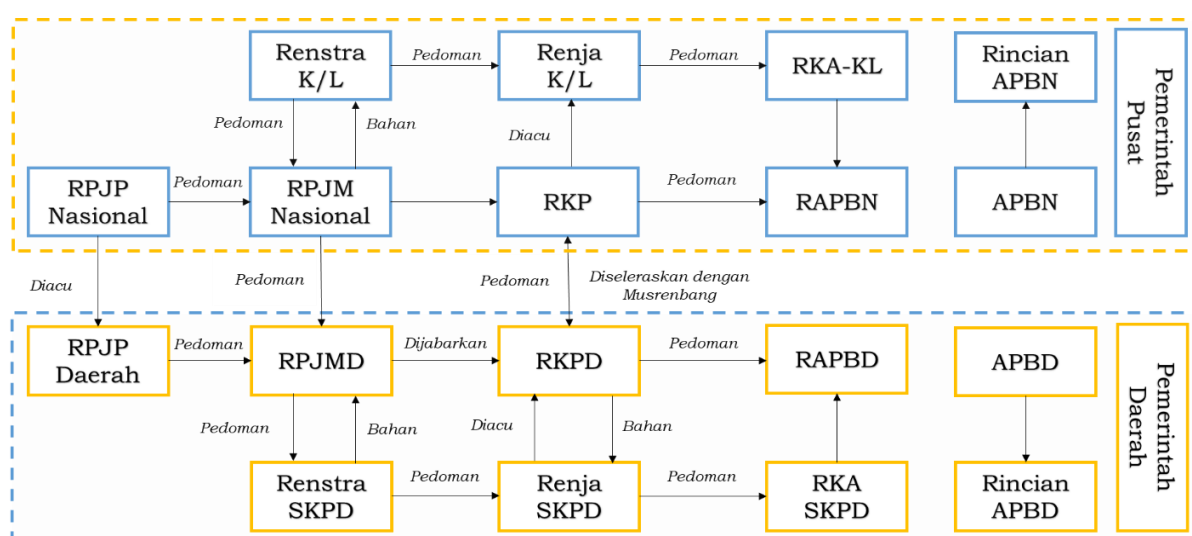 Renstra
K/L
Pedoman
Renja
K/L
Pedoman
RKA-KL
Rincian
APBN
Pemerintah
Pusat
Pedoman
Bahan
Diacu
RPJP
Nasional
Pedoman
RPJM
Nasional
RKP
Pedoman
RAPBN
APBN
Diacu
Pedoman
Pedoman
Diseleraskan dengan
Musrenbang
RPJP
Daerah
Pedoman
RPJMD
Dijabarkan
RKPD
Pedoman
RAPBD
APBD
Pemerintah
Daerah
Pedoman
Bahan
Diacu
Bahan
Renstra
SKPD
Pedoman
Renja
SKPD
Pedoman
RKA
SKPD
Rincian
APBD